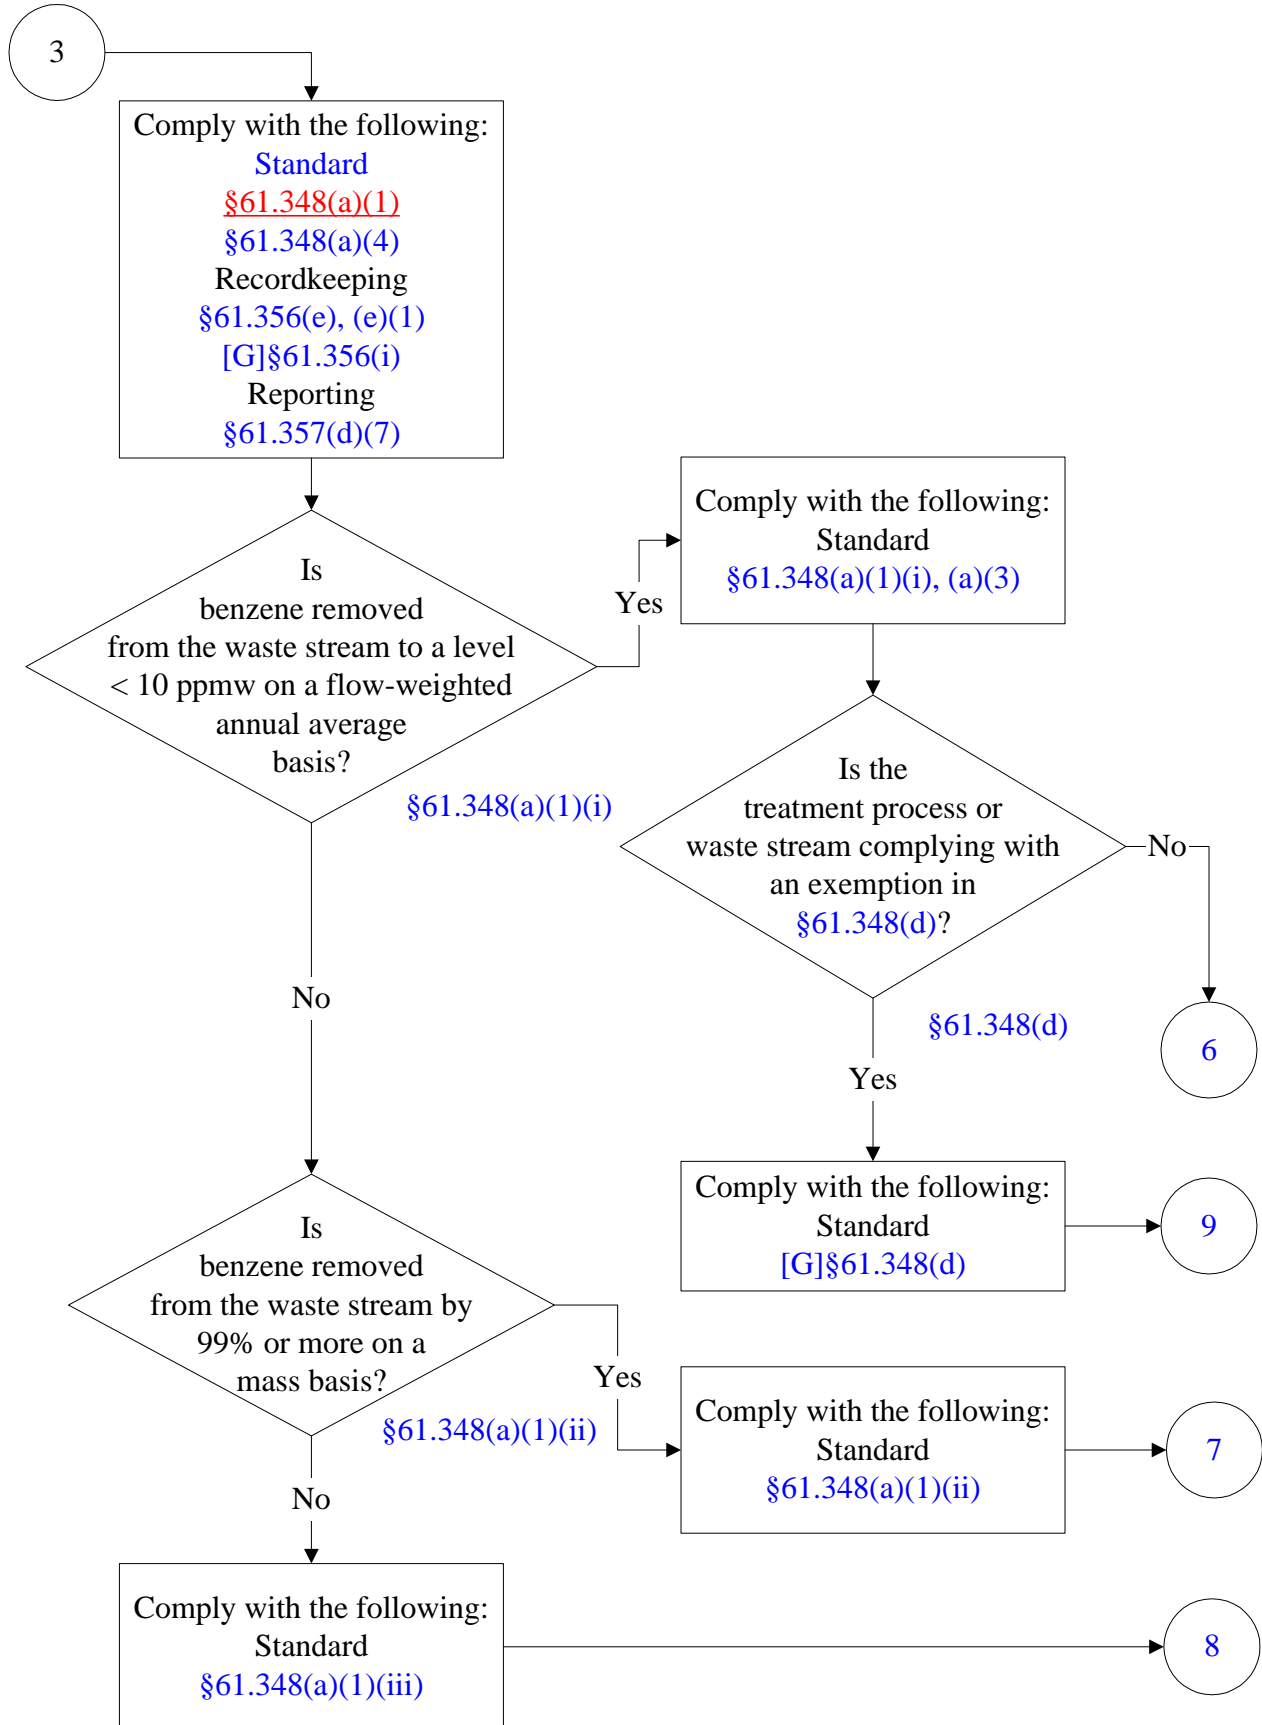 3
Comply with the following:
Standard
§61.348(a)(1)
§61.348(a)(4)
Recordkeeping
§61.356(e), (e)(1)
[G]§61.356(i)
Reporting
§61.357(d)(7)
Is
benzene removed
from the waste stream to a level
< 10 ppmw on a flow-weighted
annual average
basis?
§61.348(a)(1)(i)
Yes
Comply with the following:
Standard
§61.348(a)(1)(i), (a)(3)
Is the
treatment process or
waste stream complying with
an exemption in
§61.348(d)?
§61.348(d)
No
6
Yes
Comply with the following:
Standard
[G]§61.348(d)
9
No
Is
benzene removed
from the waste stream by
99% or more on a
mass basis?
§61.348(a)(1)(ii)
Yes
Comply with the following:
Standard
§61.348(a)(1)(ii)
7
No
Comply with the following:
Standard
§61.348(a)(1)(iii)
8